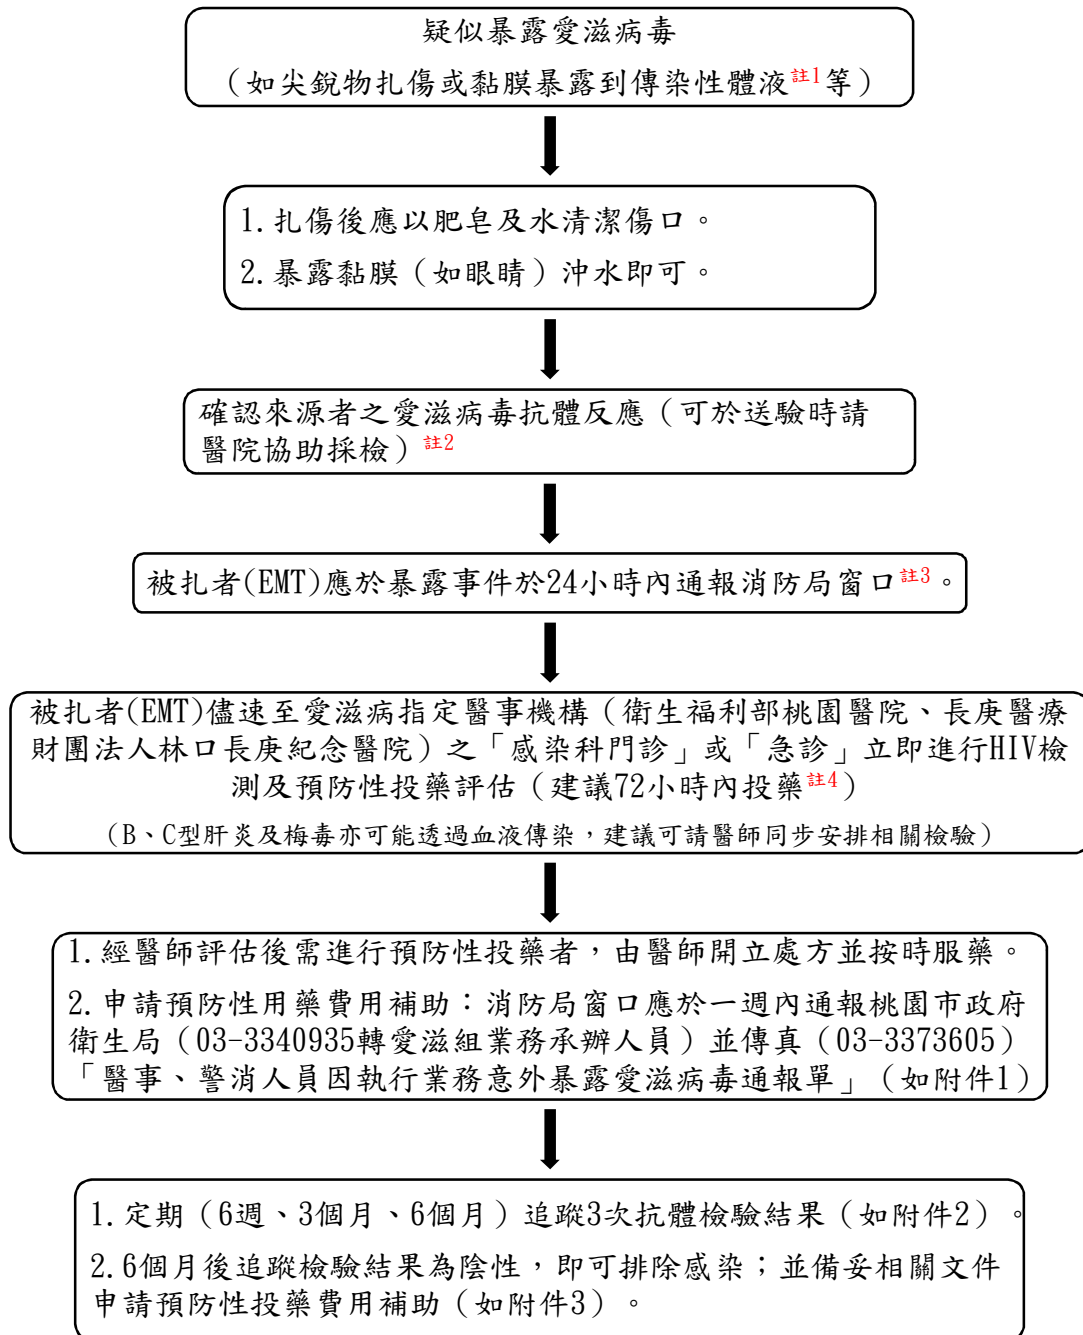 疑似暴露愛滋病毒
（如尖銳物扎傷或黏膜暴露到傳染性體液註1等）
1.扎傷後應以肥皂及水清潔傷口。
2.暴露黏膜（如眼睛）沖水即可。
確認來源者之愛滋病毒抗體反應（可於送驗時請
醫院協助採檢）註2
被扎者(EMT)應於暴露事件於24小時內通報消防局窗口註3。
被扎者(EMT)儘速至愛滋病指定醫事機構（衛生福利部桃園醫院、長庚醫療
財團法人林口長庚紀念醫院）之「感染科門診」或「急診」立即進行HIV檢
測及預防性投藥評估（建議72小時內投藥註4）
（B、C型肝炎及梅毒亦可能透過血液傳染，建議可請醫師同步安排相關檢驗）
1.經醫師評估後需進行預防性投藥者，由醫師開立處方並按時服藥。
2.申請預防性用藥費用補助：消防局窗口應於一週內通報桃園市政府
衛生局（03-3340935轉愛滋組業務承辦人員）並傳真（03-3373605）
「醫事、警消人員因執行業務意外暴露愛滋病毒通報單」（如附件1）
1.定期（6週、3個月、6個月）追蹤3次抗體檢驗結果（如附件2）。
2.6個月後追蹤檢驗結果為陰性，即可排除感染；並備妥相關文件
申請預防性投藥費用補助（如附件3）。